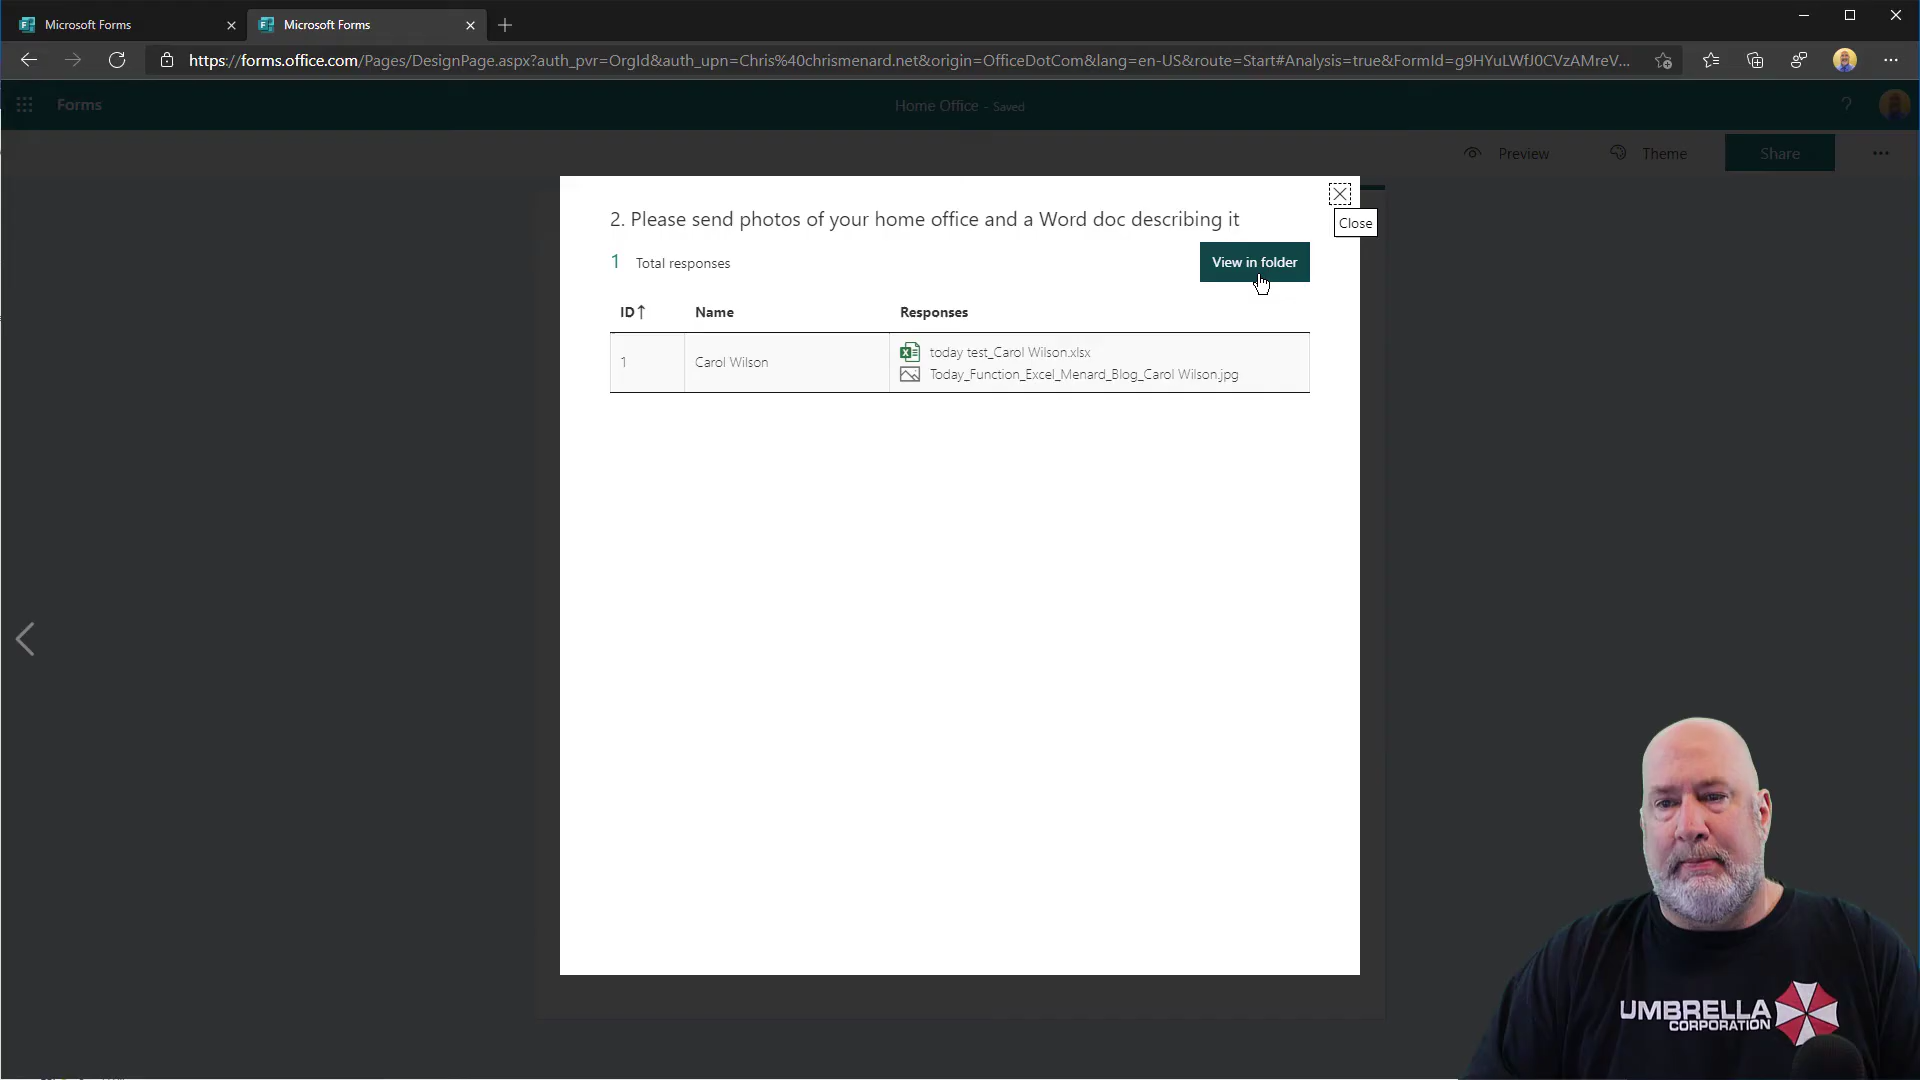 Microsoft Forms
Microsoft Forms
https://forms.office.com/Pages/DesignPage.aspx?auth_pvr=OrgId&auth_upn=Chris%40chrismenard.net&origin=OfficeDotCom&lang=en-US&route=Start#Analysis=true&FormId=g9HYuLWfJ0CVzAMreV...
Forms
Home Office - Saved
?
Preview
Theme
Share
2. Please send photos of your home office and a Word doc describing it
Close
1 Total responses
View in folder
ID↑ Name Responses
1 Carol Wilson
today test_Carol Wilson.xlsx
Today_Function_Excel_Menard_Blog_Carol Wilson.jpg
UMBRELLA
CORPORATION